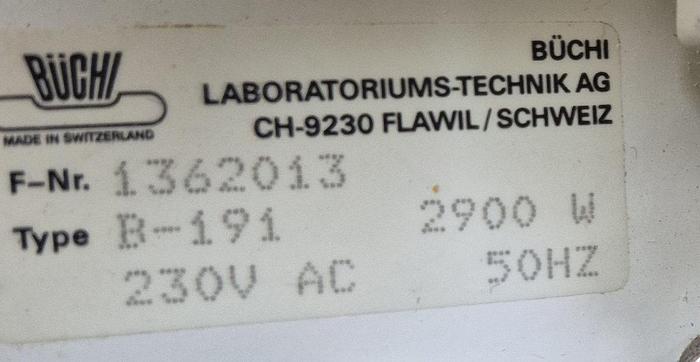 BÜCHI
MADE IN SWITZERLAND
BÜCHI
LABORATORIUMS-TECHNIK AG
CH-9230 FLAWIL/SCHWEIZ
F-Nr. 1362013
Type B-191 2900 W
230V AC 50HZ